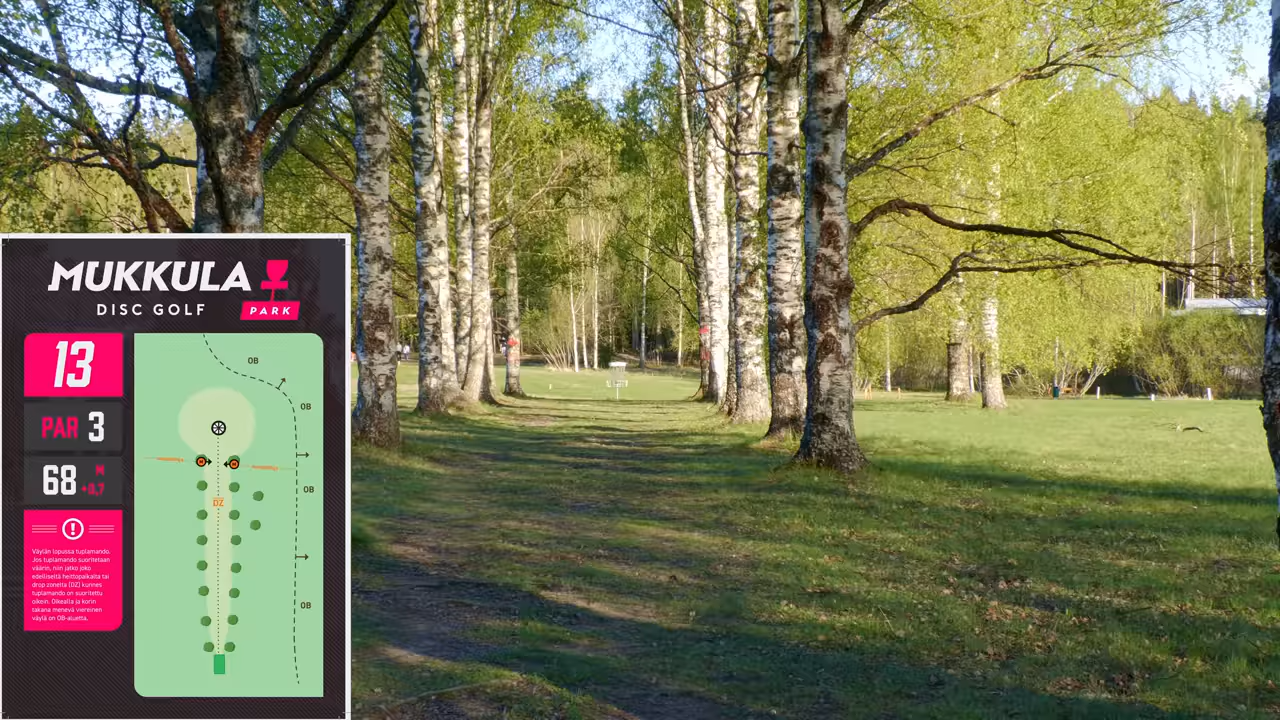 MUKKULA
DISC GOLF
PARK
13
PAR 3
68 M
+0,7
Väylän lopussa tuplamando.
Jos tuplamando suoritetaan
väärin, niin jatko joko
edelliseltä heittopaikalta tai
drop zonelta (DZ) kunnes
tuplamando on suoritettu
oikein. Oikealla ja korin
takana menevä viereinen
väylä on OB-aluetta.
OB
OB
OB
OB
DZ